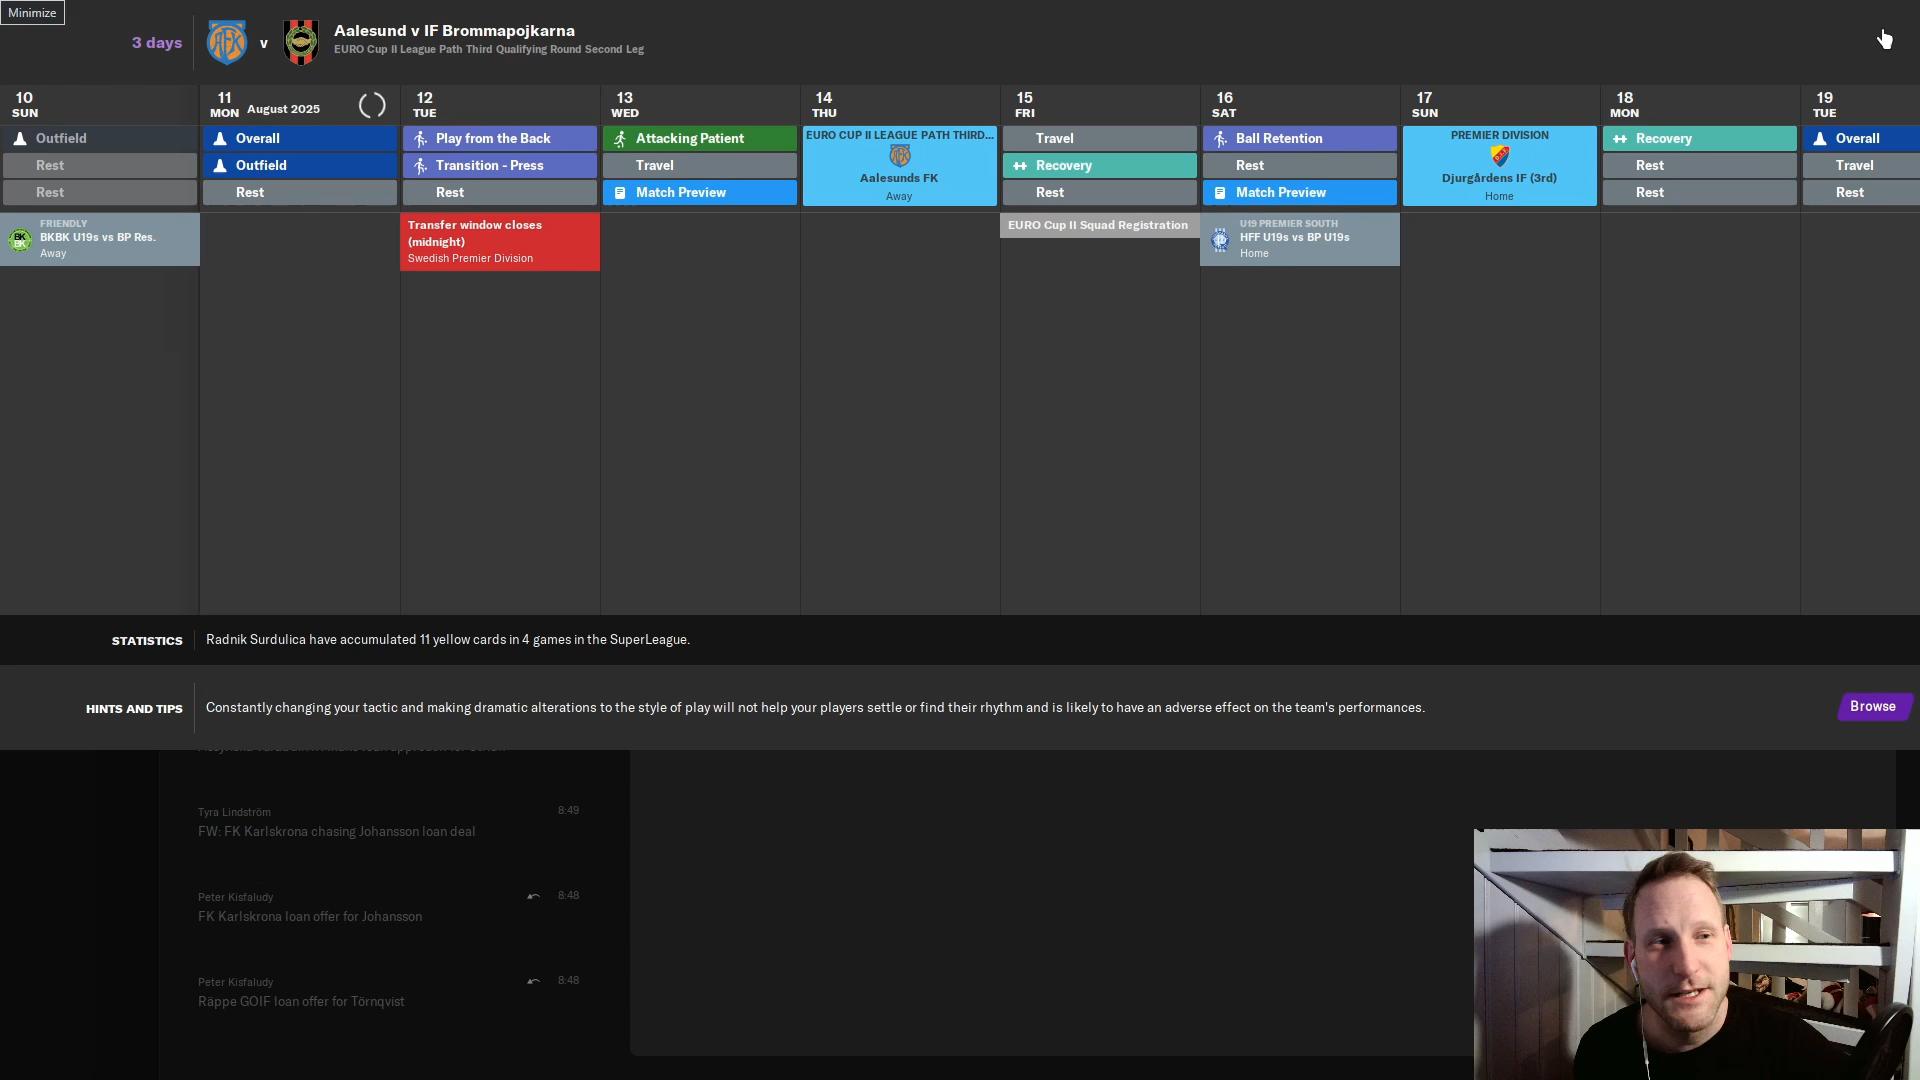 Minimize
3 days
v
Aalesund v IF Brommapojkarna
EURO Cup II League Path Third Qualifying Round Second Leg
10
SUN
11
MON August 2025
12
TUE
13
WED
14
THU
15
FRI
16
SAT
17
SUN
18
MON
19
TUE
Outfield
Rest
Rest
Overall
Outfield
Rest
Play from the Back
Transition - Press
Rest
Attacking Patient
Travel
Match Preview
EURO CUP II LEAGUE PATH THIRD...
Aalesunds FK
Away
Travel
Recovery
Rest
Ball Retention
Rest
Match Preview
PREMIER DIVISION
Djurgårdens IF (3rd)
Home
Recovery
Rest
Rest
Overall
Travel
Rest
FRIENDLY
BKBK U19s vs BP Res.
Away
Transfer window closes
(midnight)
Swedish Premier Division
EURO Cup II Squad Registration
U19 PREMIER SOUTH
HFF U19s vs BP U19s
Home
STATISTICS
Radnik Surdulica have accumulated 11 yellow cards in 4 games in the SuperLeague.
HINTS AND TIPS
Constantly changing your tactic and making dramatic alterations to the style of play will not help your players settle or find their rhythm and is likely to have an adverse effect on the team's performances.
Browse
Tyra Lindström
8:49
FW: FK Karlskrona chasing Johansson loan deal
Peter Kisfaludy
8:48
FK Karlskrona loan offer for Johansson
Peter Kisfaludy
8:48
Räppe GOIF loan offer for Törnqvist